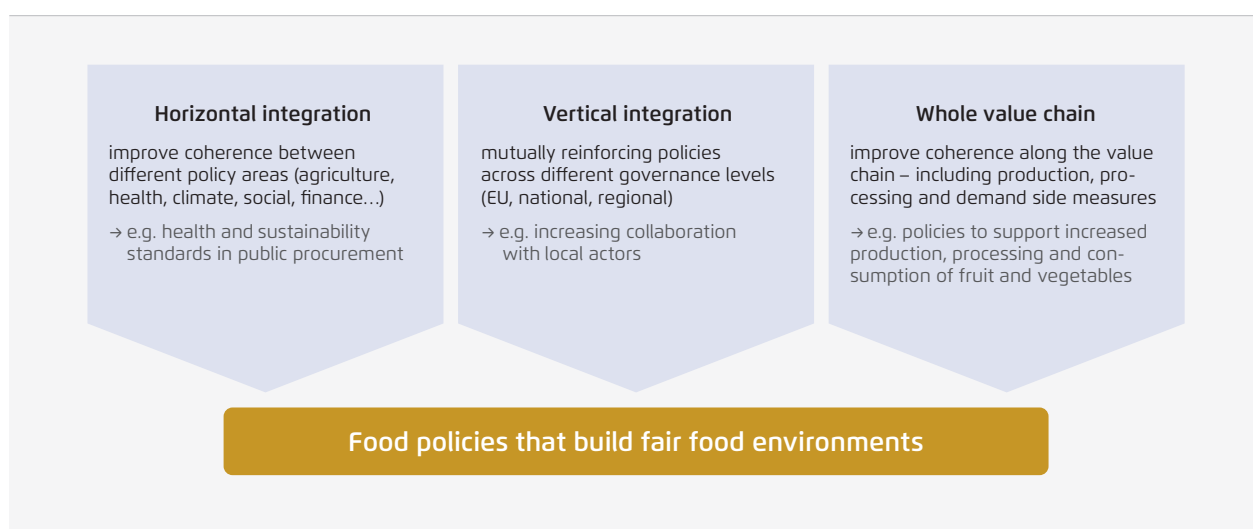 Horizontal integration
improve coherence between
different policy areas (agriculture,
health, climate, social, finance…)
→ e.g. health and sustainability
standards in public procurement
Vertical integration
mutually reinforcing policies
across different governance levels
(EU, national, regional)
→ e.g. increasing collaboration
with local actors
Whole value chain
improve coherence along the value
chain – including production, pro-
cessing and demand side measures
→ e.g. policies to support increased
production, processing and con-
sumption of fruit and vegetables
Food policies that build fair food environments